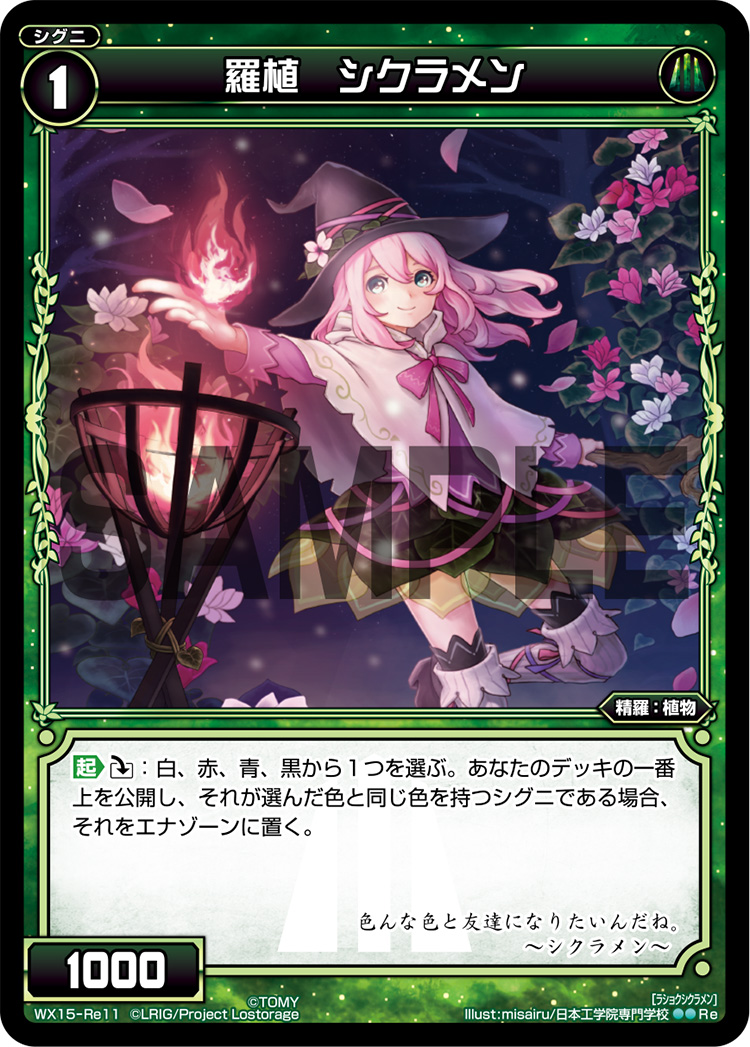 シグニ
1
羅植　シクラメン
SAMPLE
精羅：植物
起 ：白、赤、青、黒から１つを選ぶ。あなたのデッキの一番
上を公開し、それが選んだ色と同じ色を持つシグニである場合、
それをエナゾーンに置く。
色んな色と友達になりたいんだね。
～シクラメン～
1000
©TOMY
[ラショクシクラメン]
WX15-Re11 ©LRIG/Project Lostorage
Illust:misairu/日本工学院専門学校 Re